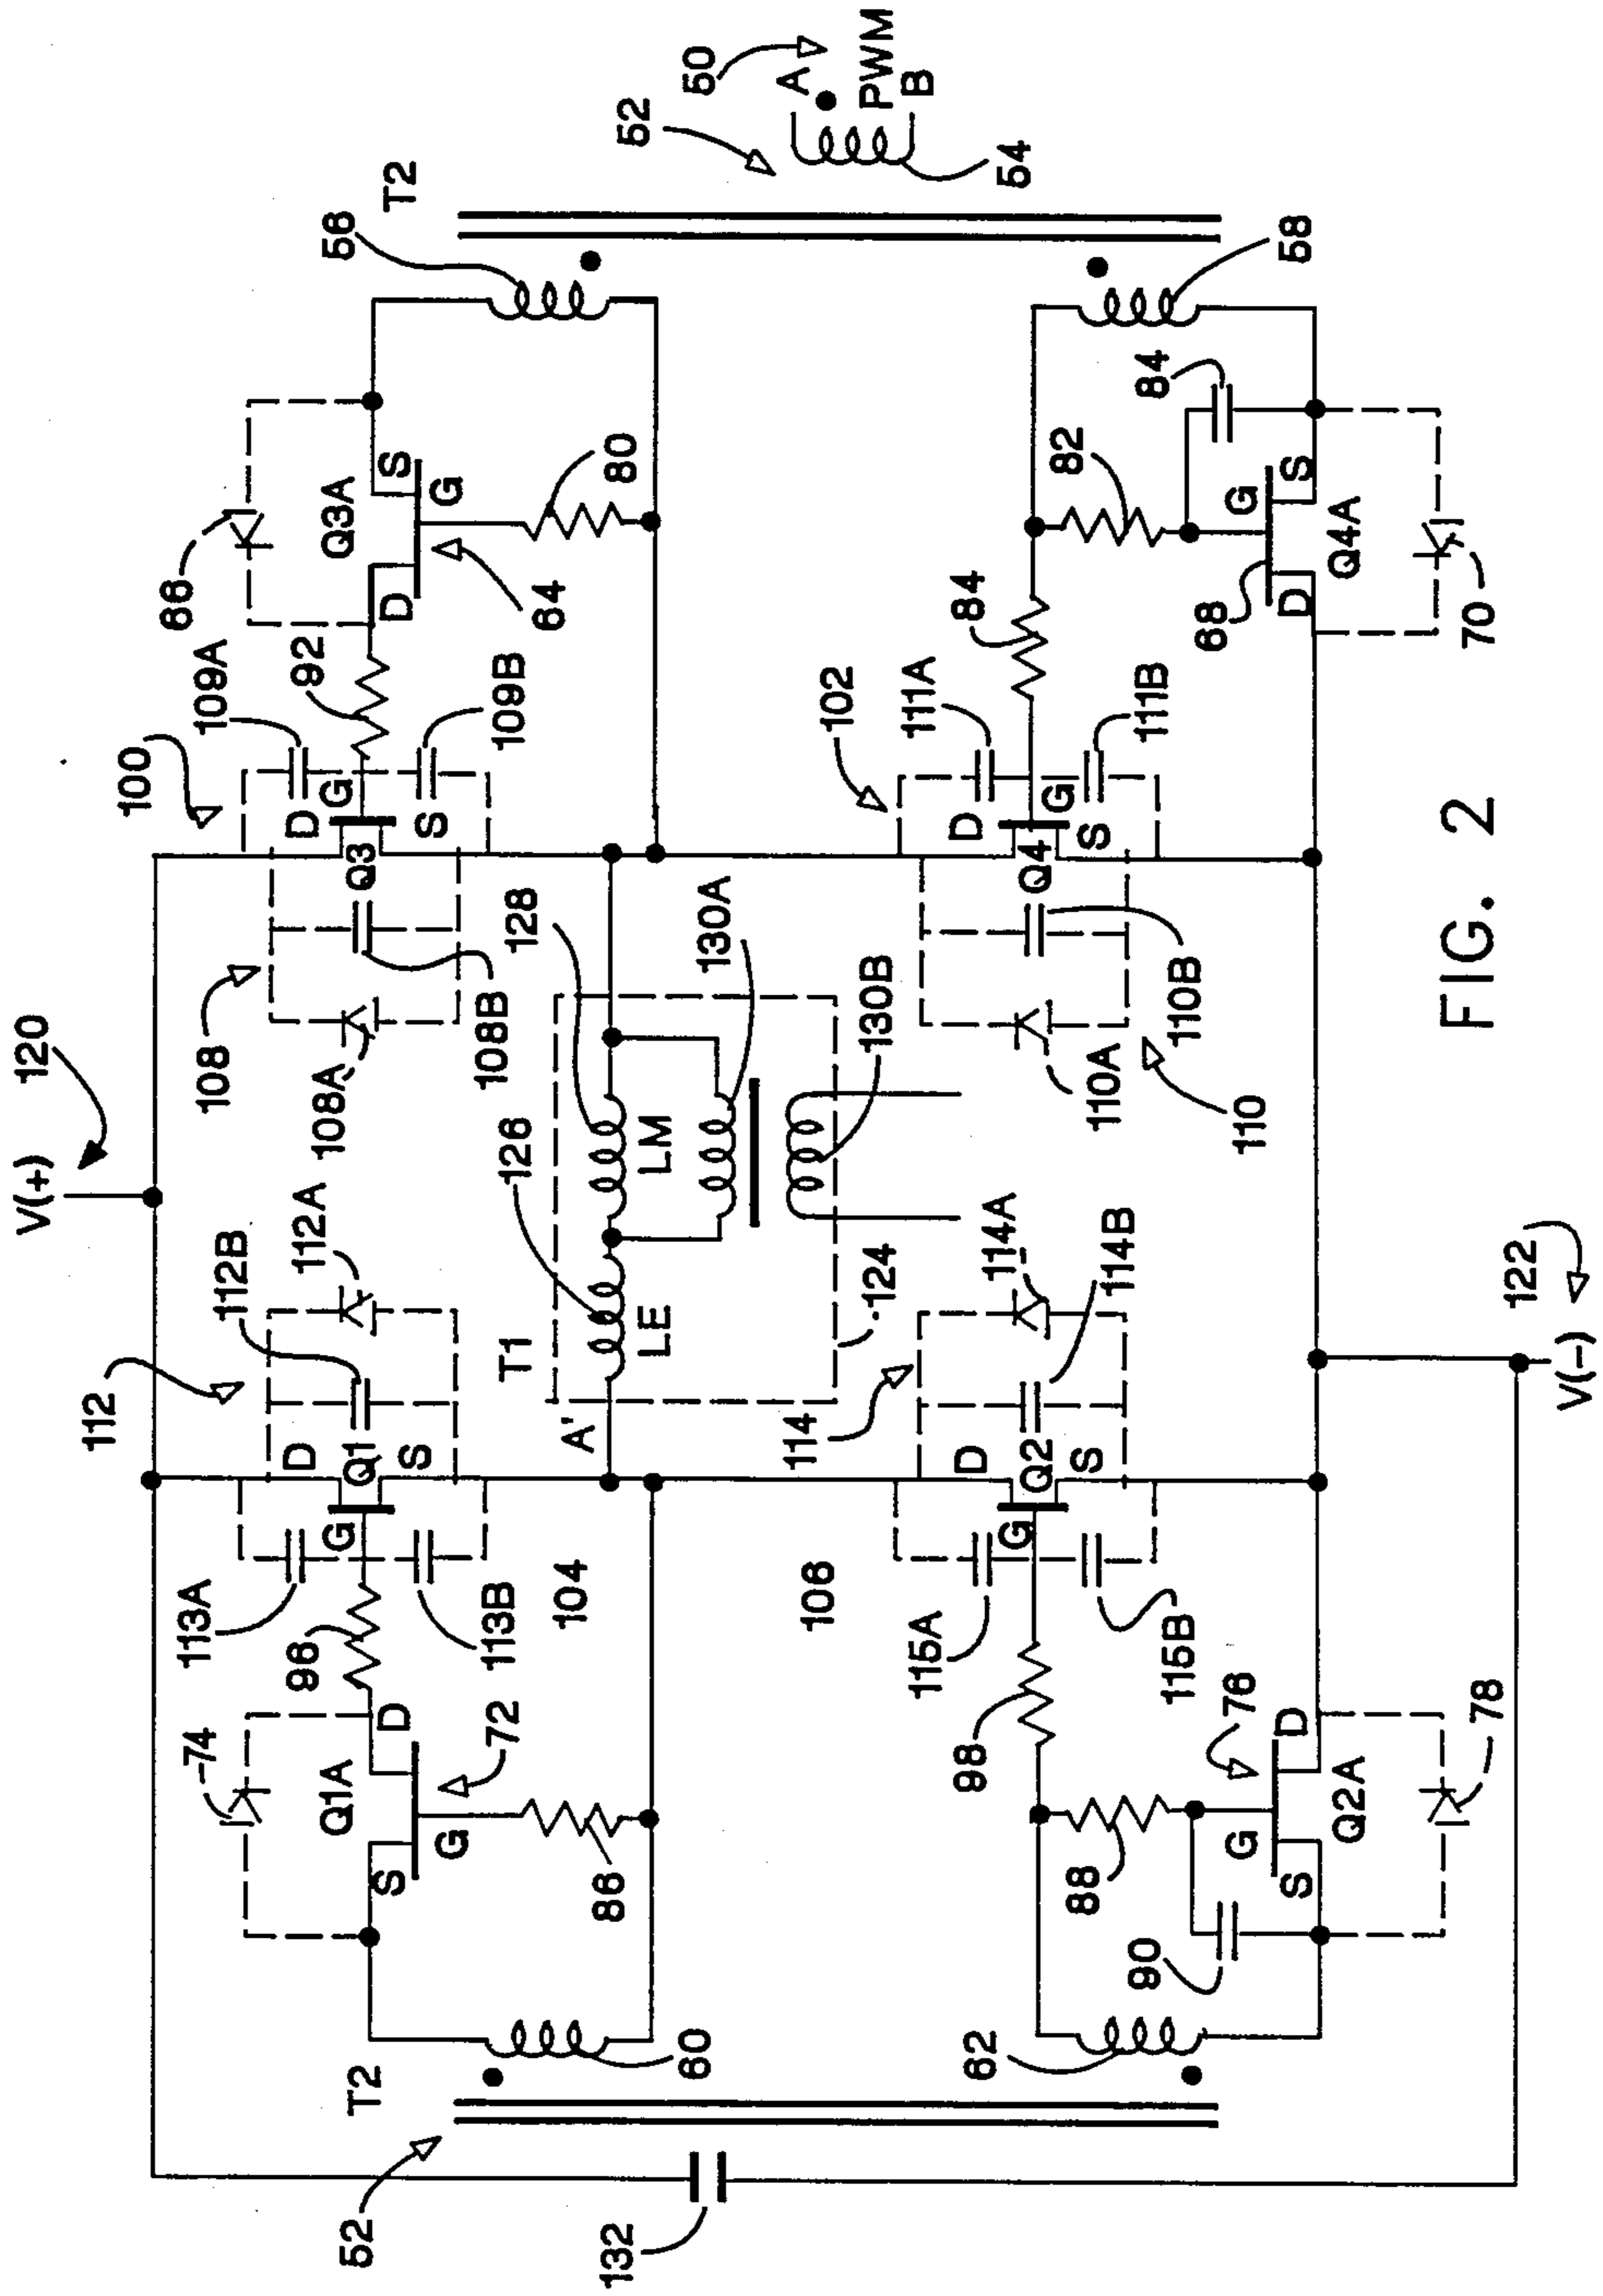 V(+)
120
112
100
113A
74
112B
112A
108
109A
66
Q1A
S
D
96
G
D
Q1
S
108A
D
Q3
G
92
D
Q3A
S
G
72
113B
S
108B
109B
64
G
80
56
T2
T2
52
60
86
104
A'
T1
LE
126
LM
128
130A
132
106
124
130B
102
52
50
A
PWM
B
54
62
98
115A
114
114A
114B
110A
110B
110
111A
111B
84
82
84
58
88
90
G
S
76
D
Q2A
78
115B
G
D
Q2
S
D
Q4
G
S
68
D
G
S
Q4A
70
V(-)
122
FIG. 2